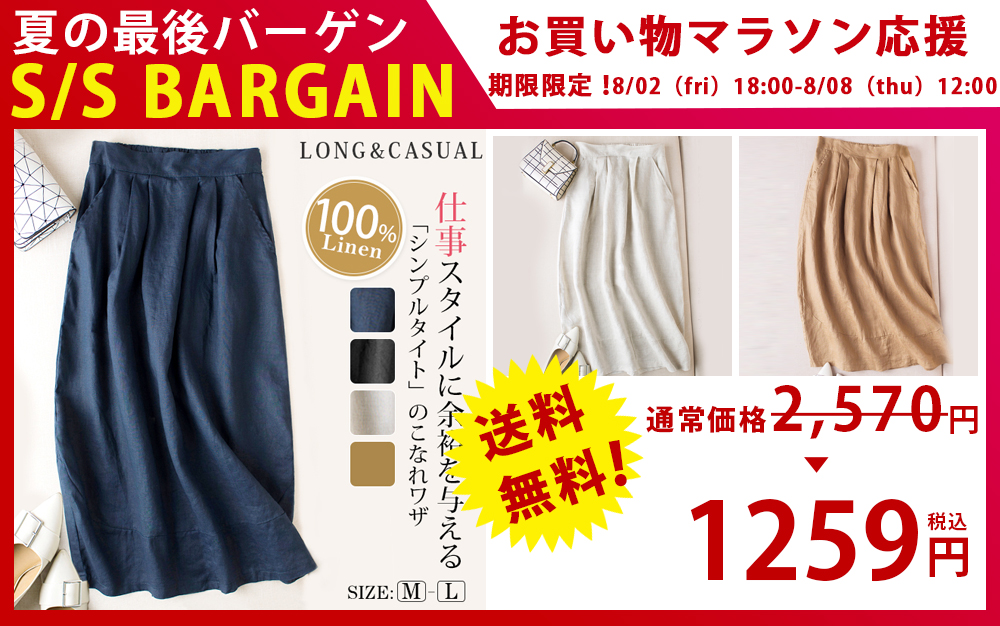 夏の最後バーゲン
S/S BARGAIN
お買い物マラソン応援
期限限定！8/02（fri）18:00-8/08（thu）12:00
LONG&CASUAL
100%
Linen
仕事スタイルに余裕を与える
「シンプルタイト」のこなれワザ
SIZE: M - L
送料
無料！
通常価格2,570円
1259税込円